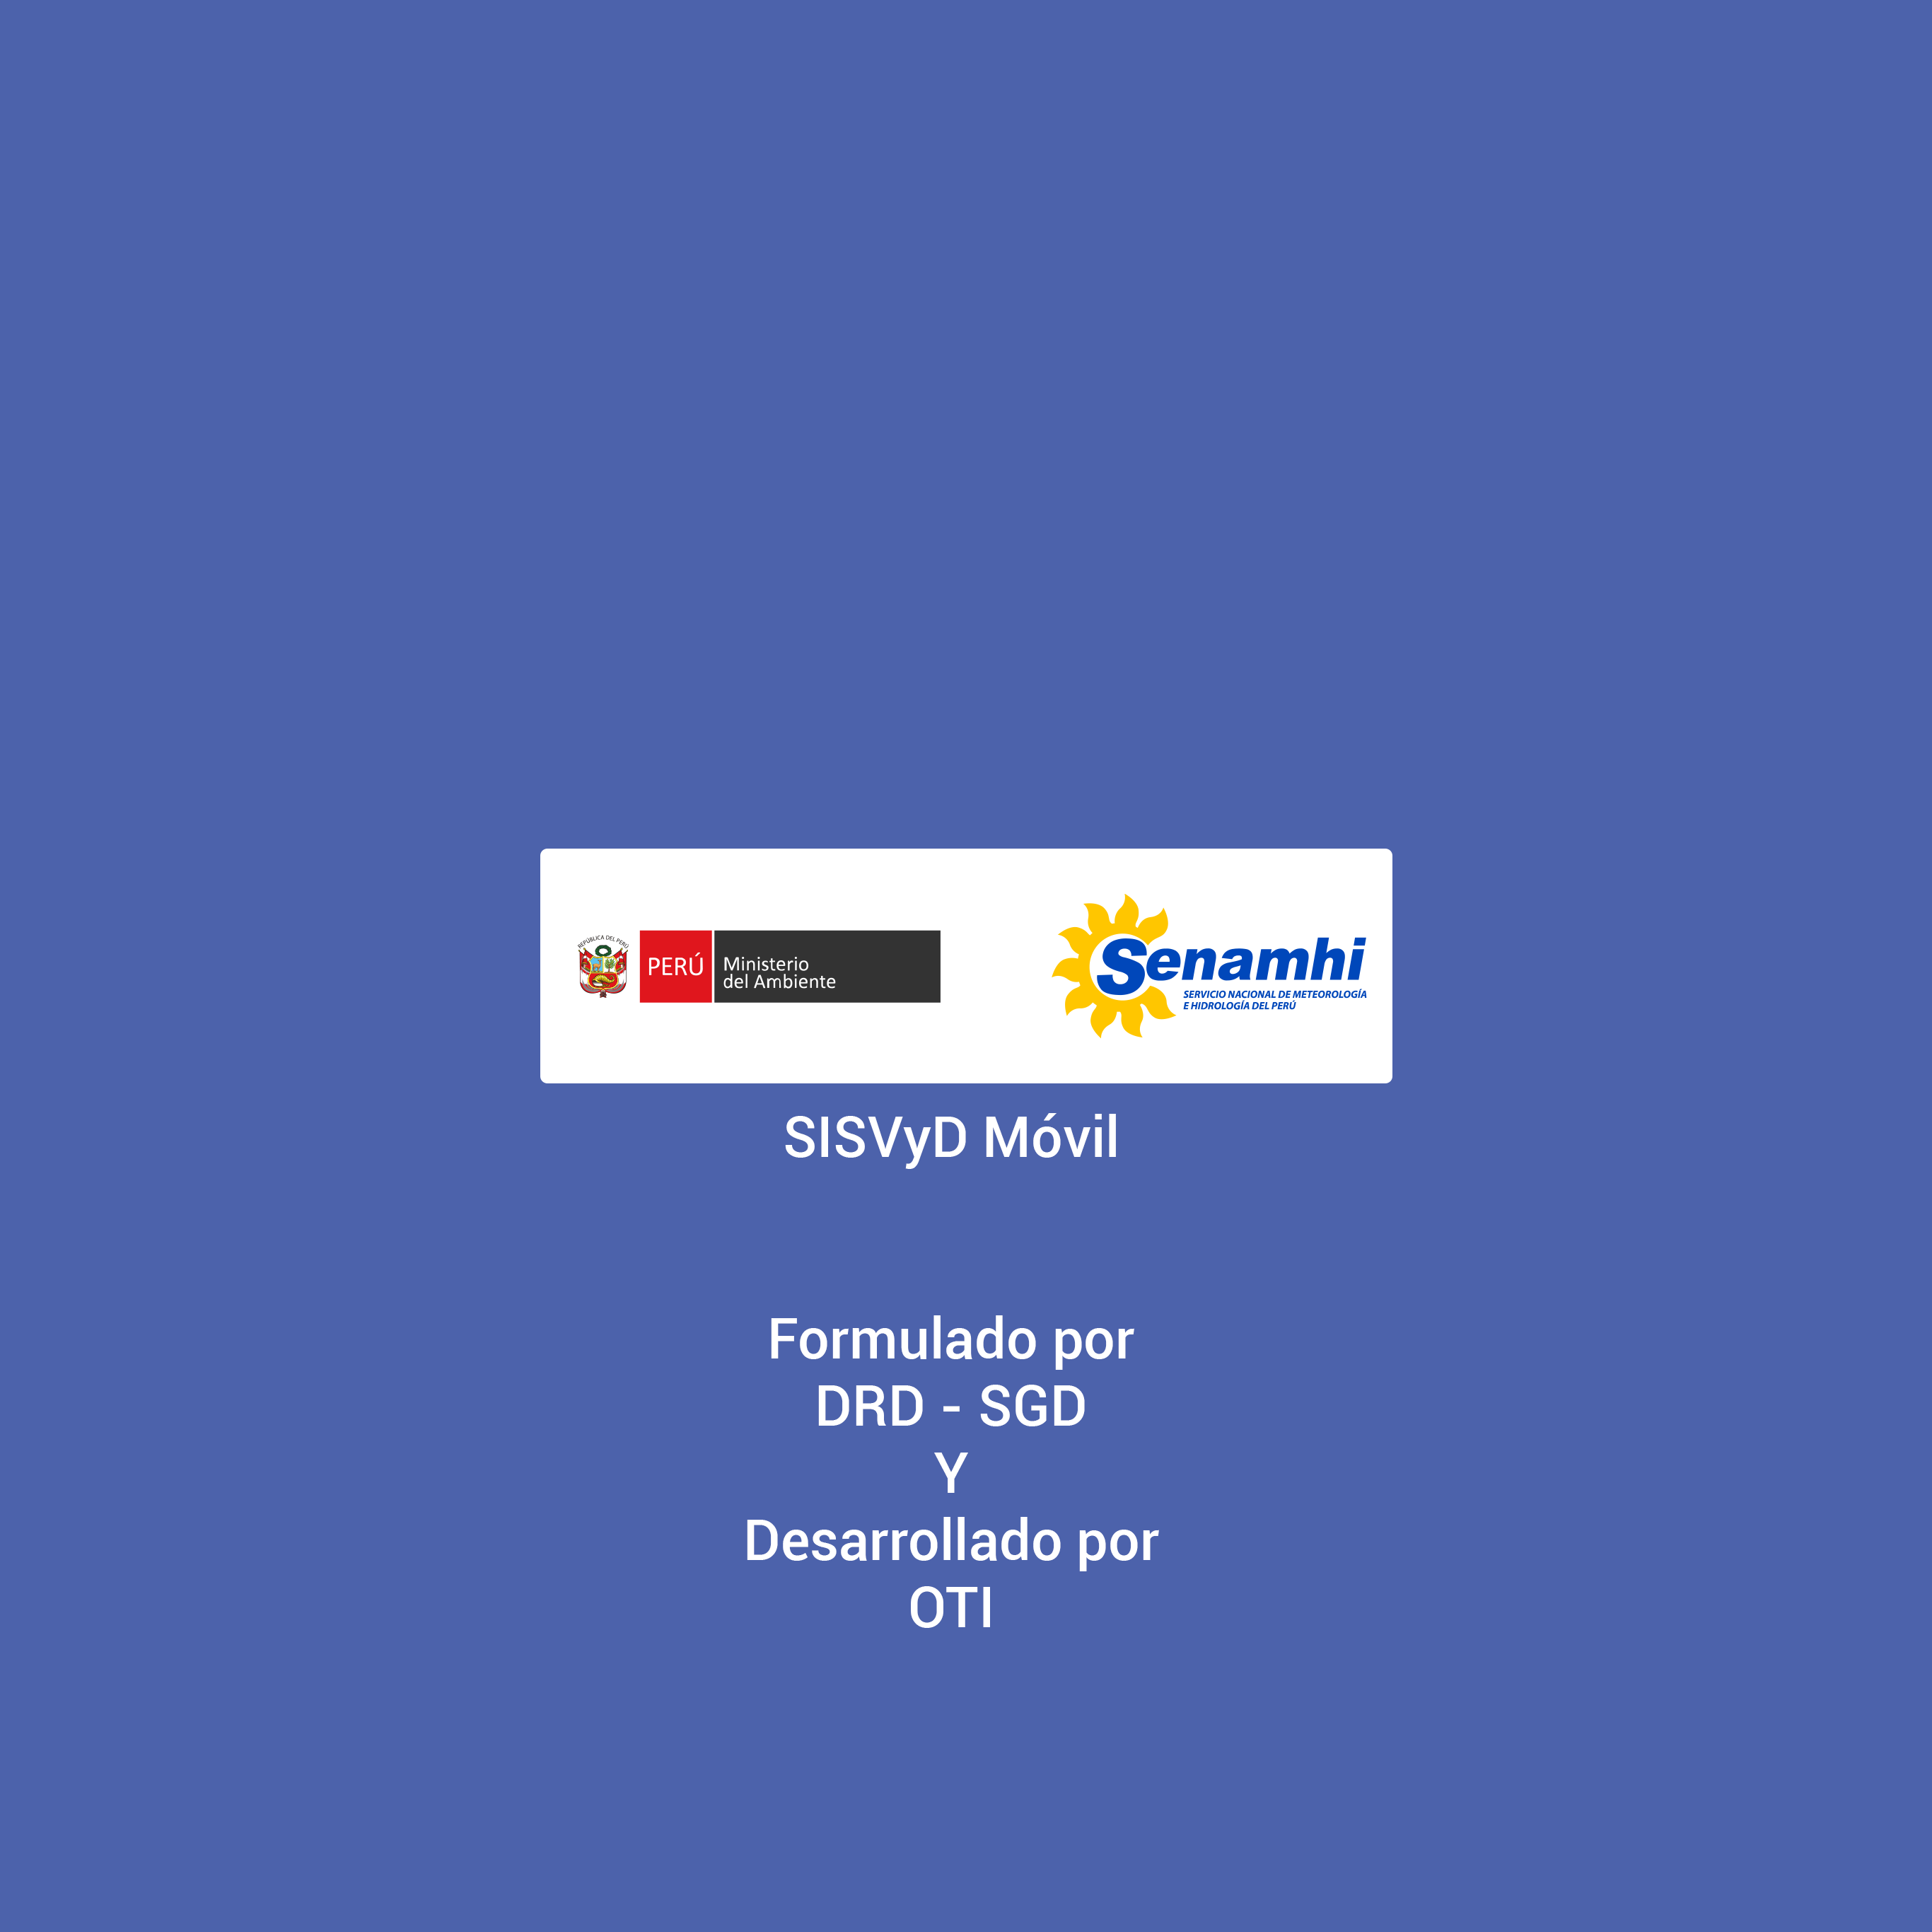 REPÚBLICA DEL PERÚ
PERÚ
Ministerio
del Ambiente
Senamhi
SERVICIO NACIONAL DE METEOROLOGÍA
E HIDROLOGÍA DEL PERÚ
SISVyD Móvil
Formulado por
DRD - SGD
Y
Desarrollado por
OTI